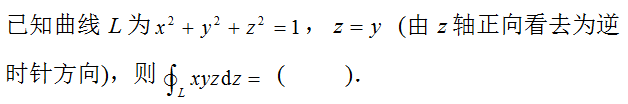 已知曲线 L 为 x² + y² + z² = 1， z = y (由 z 轴正向看去为逆
时针方向)，则 ∮_L xyzdz = (       ).